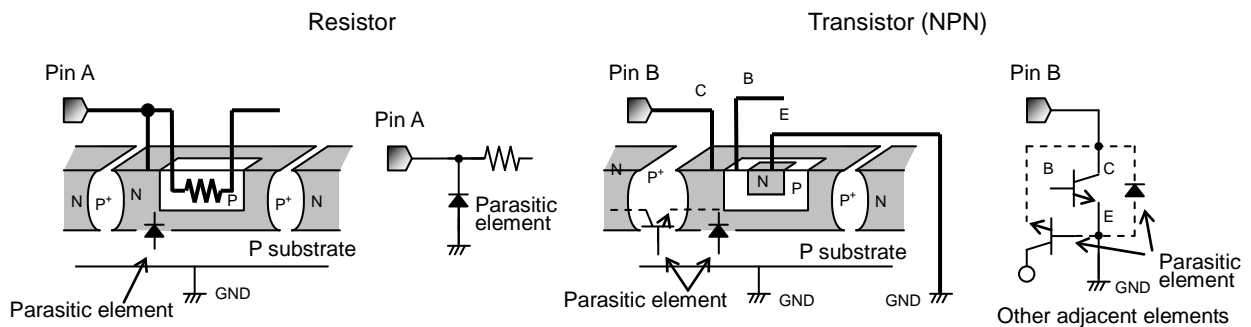 Resistor
Transistor (NPN)
Pin A
Pin B
B
C
E
Pin B
Pin A
N
P+
N
P
P+
N
Parasitic
element
N
P+
N
P
P+
N
B
C
E
P substrate
P substrate
GND
Parasitic element
GND
Parasitic element
GND
GND
Parasitic
element
Other adjacent elements